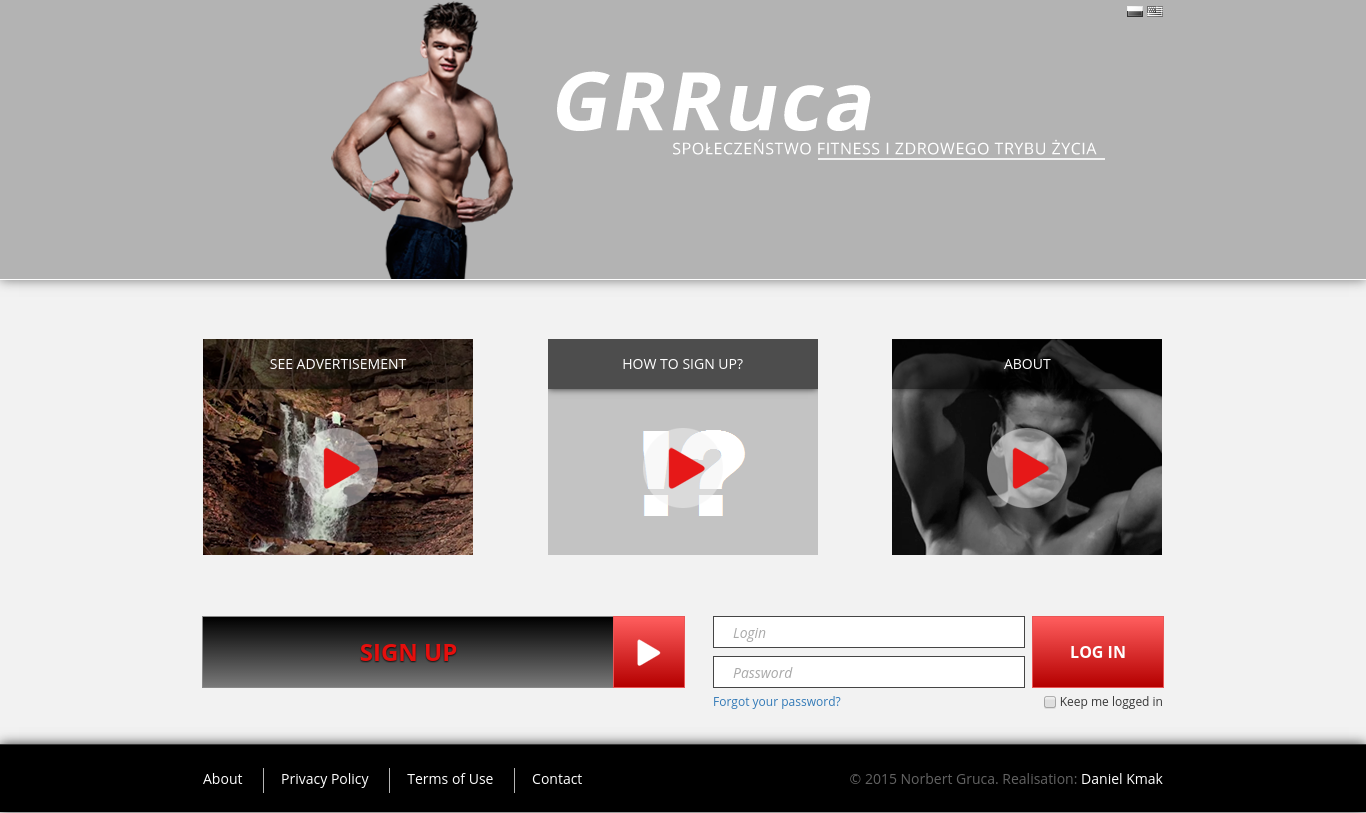 GRRuca
SPOŁECZEŃSTWO FITNESS I ZDROWEGO TRYBU ŻYCIA
SEE ADVERTISEMENT
HOW TO SIGN UP?
ABOUT
!?
SIGN UP
Login
Password
LOG IN
Forgot your password?
Keep me logged in
About
Privacy Policy
Terms of Use
Contact
© 2015 Norbert Gruca. Realisation: Daniel Kmak